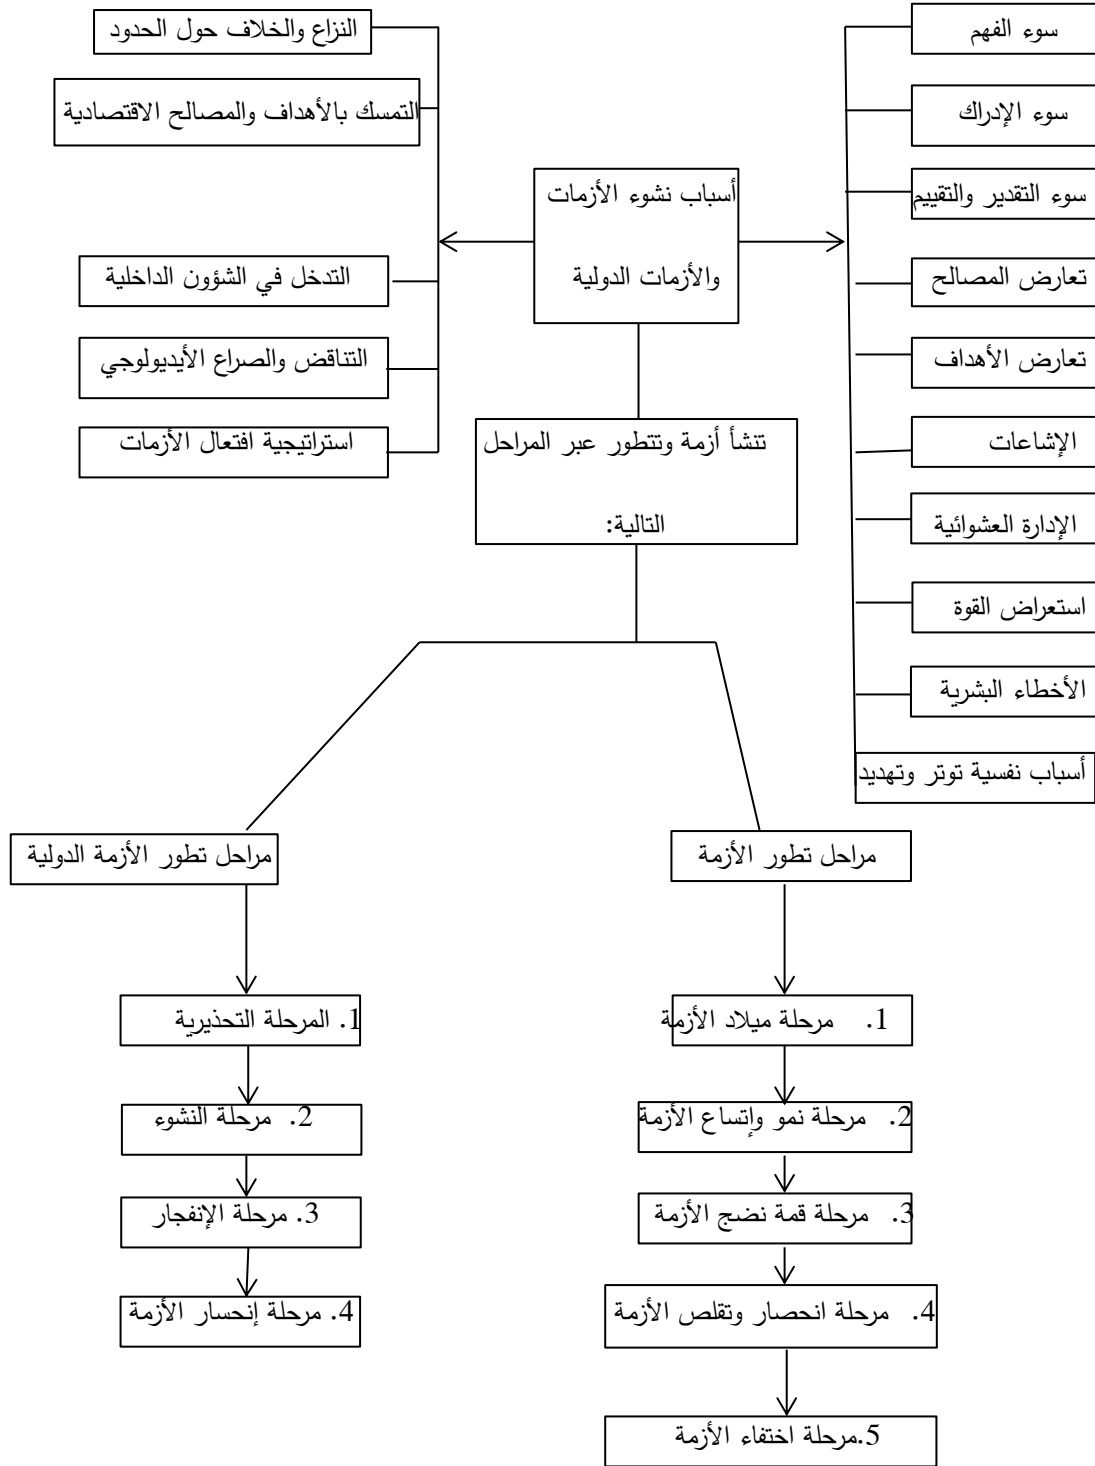 سوء الفهم
سوء الإدراك
سوء التقدير والتقييم
تعارض المصالح
تعارض الأهداف
الإشاعات
الإدارة العشوائية
استعراض القوة
الأخطاء البشرية
أسباب نفسية توتر وتهديد
أسباب نشوء الأزمات
والأزمات الدولية
النزاع والخلاف حول الحدود
التمسك بالأهداف والمصالح الاقتصادية
التدخل في الشؤون الداخلية
التناقض والصراع الأيديولوجي
استراتيجية افتعال الأزمات
تنشأ أزمة وتتطور عبر المراحل
التالية:
مراحل تطور الأزمة
1. مرحلة ميلاد الأزمة
2. مرحلة نمو وإتساع الأزمة
3. مرحلة قمة نضج الأزمة
4. مرحلة انحصار وتقلص الأزمة
5.مرحلة اختفاء الأزمة
مراحل تطور الأزمة الدولية
1. المرحلة التحذيرية
2. مرحلة النشوء
3. مرحلة الإنفجار
4. مرحلة إنحسار الأزمة